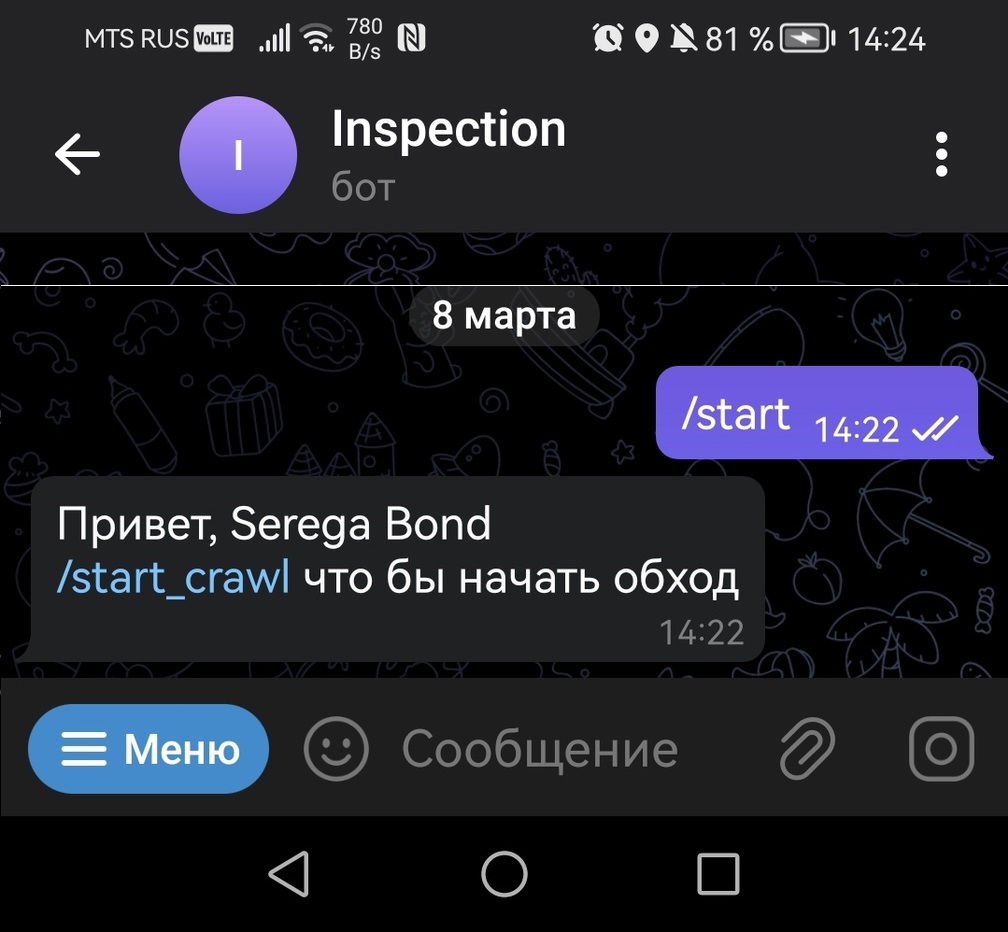 MTS RUS VoLTE 780 81 % 14:24
B/s
I
Inspection
бот
8 марта
/start 14:22
Привет, Serega Bond
/start_crawl что бы начать обход
14:22
Меню Сообщение